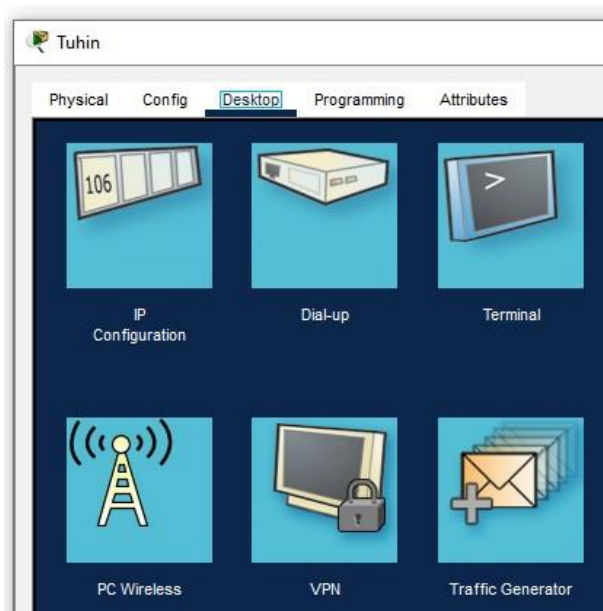 Tuhin
Physical Config Desktop Programming Attributes
106
>
IP
Configuration
Dial-up
Terminal
PC Wireless
VPN
Traffic Generator